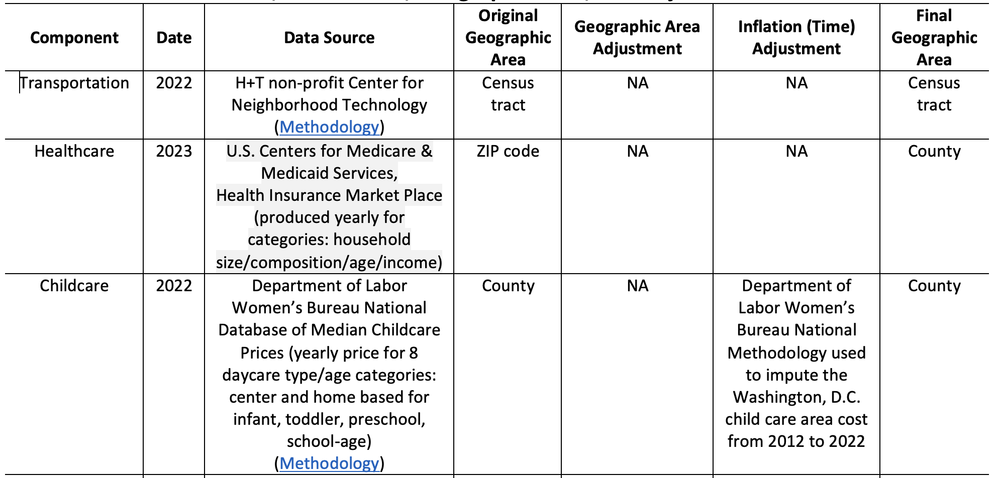 Original Geographic Area
Final Geographic Area
Component
Date
Data Source
Geographic Area Adjustment
Inflation (Time) Adjustment
Transportation
2022
H+T non-profit Center for
Neighborhood Technology
(Methodology)
Census
tract
NA
NA
Census
tract
Healthcare
2023
U.S. Centers for Medicare &
Medicaid Services,
Health Insurance Market Place
(produced yearly for
categories: household
size/composition/age/income)
ZIP code
NA
NA
County
Childcare
2022
Department of Labor
Women’s Bureau National
Database of Median Childcare
Prices (yearly price for 8
daycare type/age categories:
center and home based for
infant, toddler, preschool,
school-age)
(Methodology)
County
NA
Department of
Labor Women’s
Bureau National
Methodology used
to impute the
Washington, D.C.
child care area cost
from 2012 to 2022
County